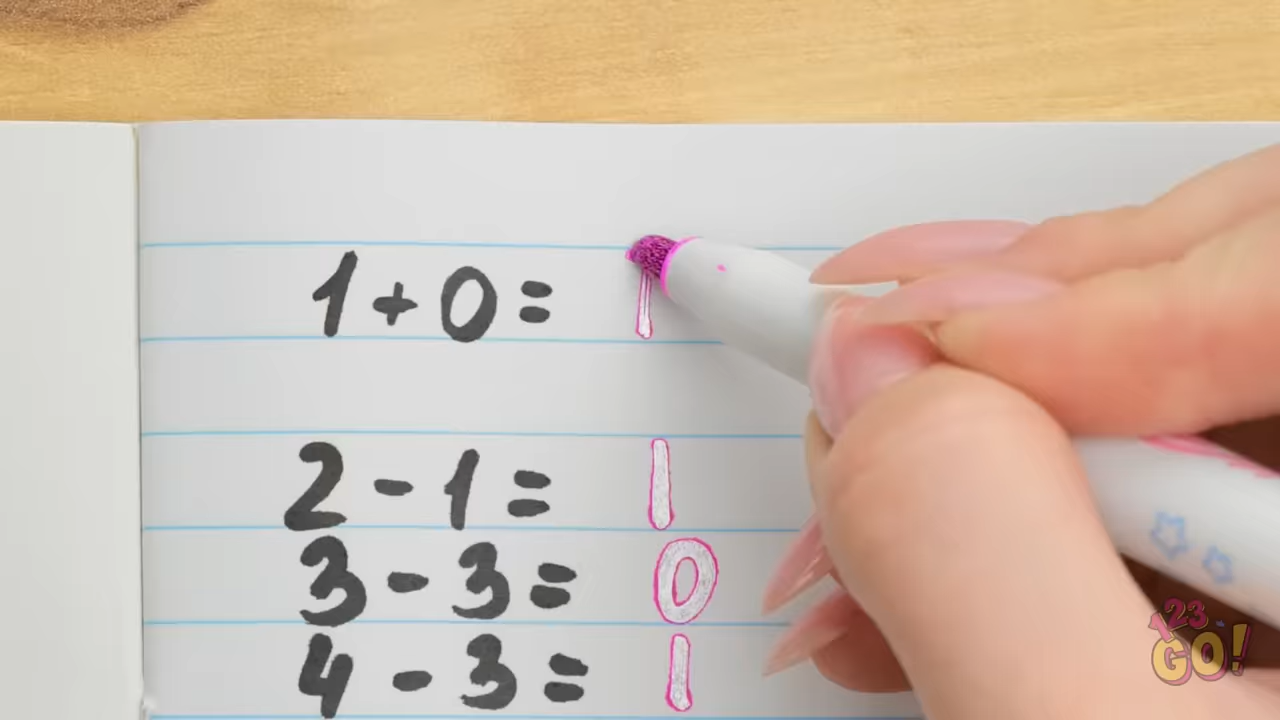 1 + 0 = 1
2 - 1 = 1
3 - 3 = 0
4 - 3 = 1
123
GO!